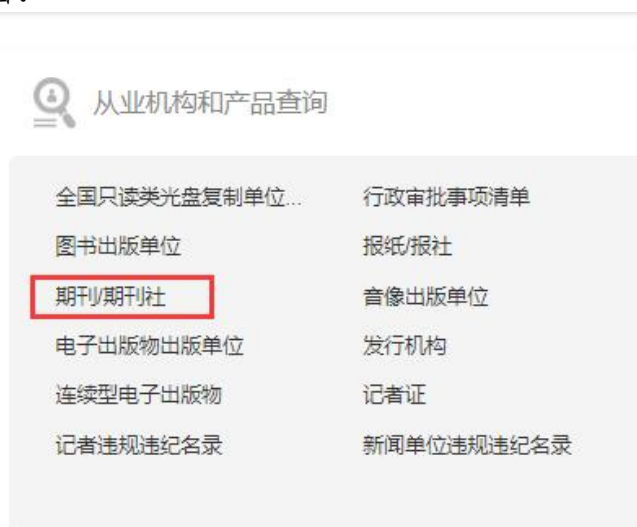 从业机构和产品查询
全国只读类光盘复制单位... 行政审批事项清单
图书出版单位 报纸/报社
期刊/期刊社 音像出版单位
电子出版物出版单位 发行机构
连续型电子出版物 记者证
记者违规违纪名录 新闻单位违规违纪名录